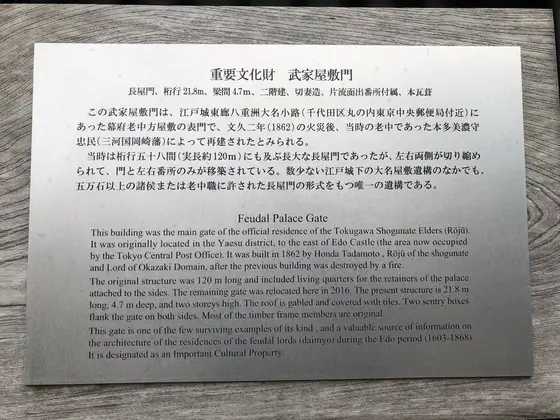 重要文化財　武家屋敷門
長屋門、桁行21.8m、梁間4.7m、二階建、切妻造、片流面出番所付属、本瓦葺
この武家屋敷門は、江戸城東廊八重洲大名小路（千代田区丸の内東京中央郵便局付近）に
あった幕府老中方屋敷の表門で、文久二年（1862）の火災後、当時の老中であった本多美濃守
忠民（三河国岡崎藩）によって再建されたとみられる。
当時は桁行五十八間（実長約120m）にも及ぶ長大な長屋門であったが、左右両側が切り縮め
られて、門と左右番所のみが移築されている。数少ない江戸城下の大名屋敷遺構のなかでも、
五万石以上の諸侯または老中職に許された長屋門の形式をもつ唯一の遺構である。
Feudal Palace Gate
This building was the main gate of the official residence of the Tokugawa Shogunate Elders (Rōjū).
It was originally located in the Yaesu district, to the east of Edo Castle (the area now occupied
by the Tokyo Central Post Office). It was built in 1862 by Honda Tadamoto , Rōjū of the shogunate
and Lord of Okazaki Domain, after the previous building was destroyed by a fire.
The original structure was 120 m long and included living quarters for the retainers of the palace
attached to the sides. The remaining gate was relocated here in 2016. The present structure is 21.8 m
long, 4.7 m deep, and two storeys high. The roof is gabled and covered with tiles. Two sentry boxes
flank the gate on both sides. Most of the timber frame members are original.
This gate is one of the few surviving examples of its kind , and a valuable source of information on
the architecture of the residences of the feudal lords (daimyo) during the Edo period (1603-1868)
It is designated as an Important Cultural Property.